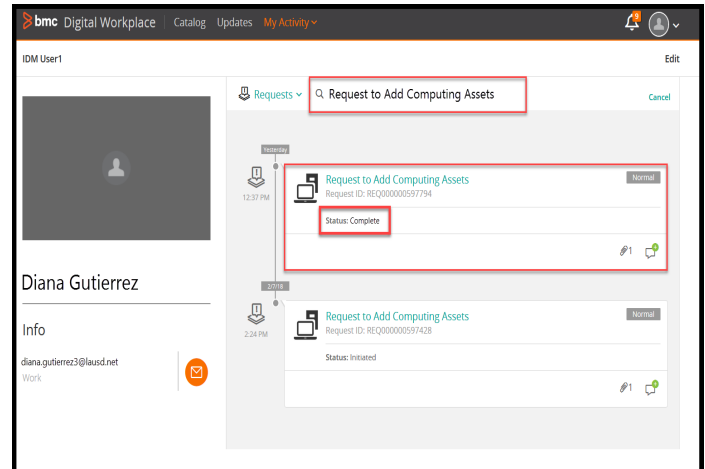 bmc Digital Workplace Catalog Updates My Activity 9
IDM User1 Edit
Requests Request to Add Computing Assets Cancel
Yesterday
12:37 PM
Request to Add Computing Assets Normal
Request ID: REQ000000597794
Status: Complete
1
Diana Gutierrez
Info
diana.gutierrez3@lausd.net
Work
2/7/18
2:24 PM
Request to Add Computing Assets Normal
Request ID: REQ000000597428
Status: Initiated
1